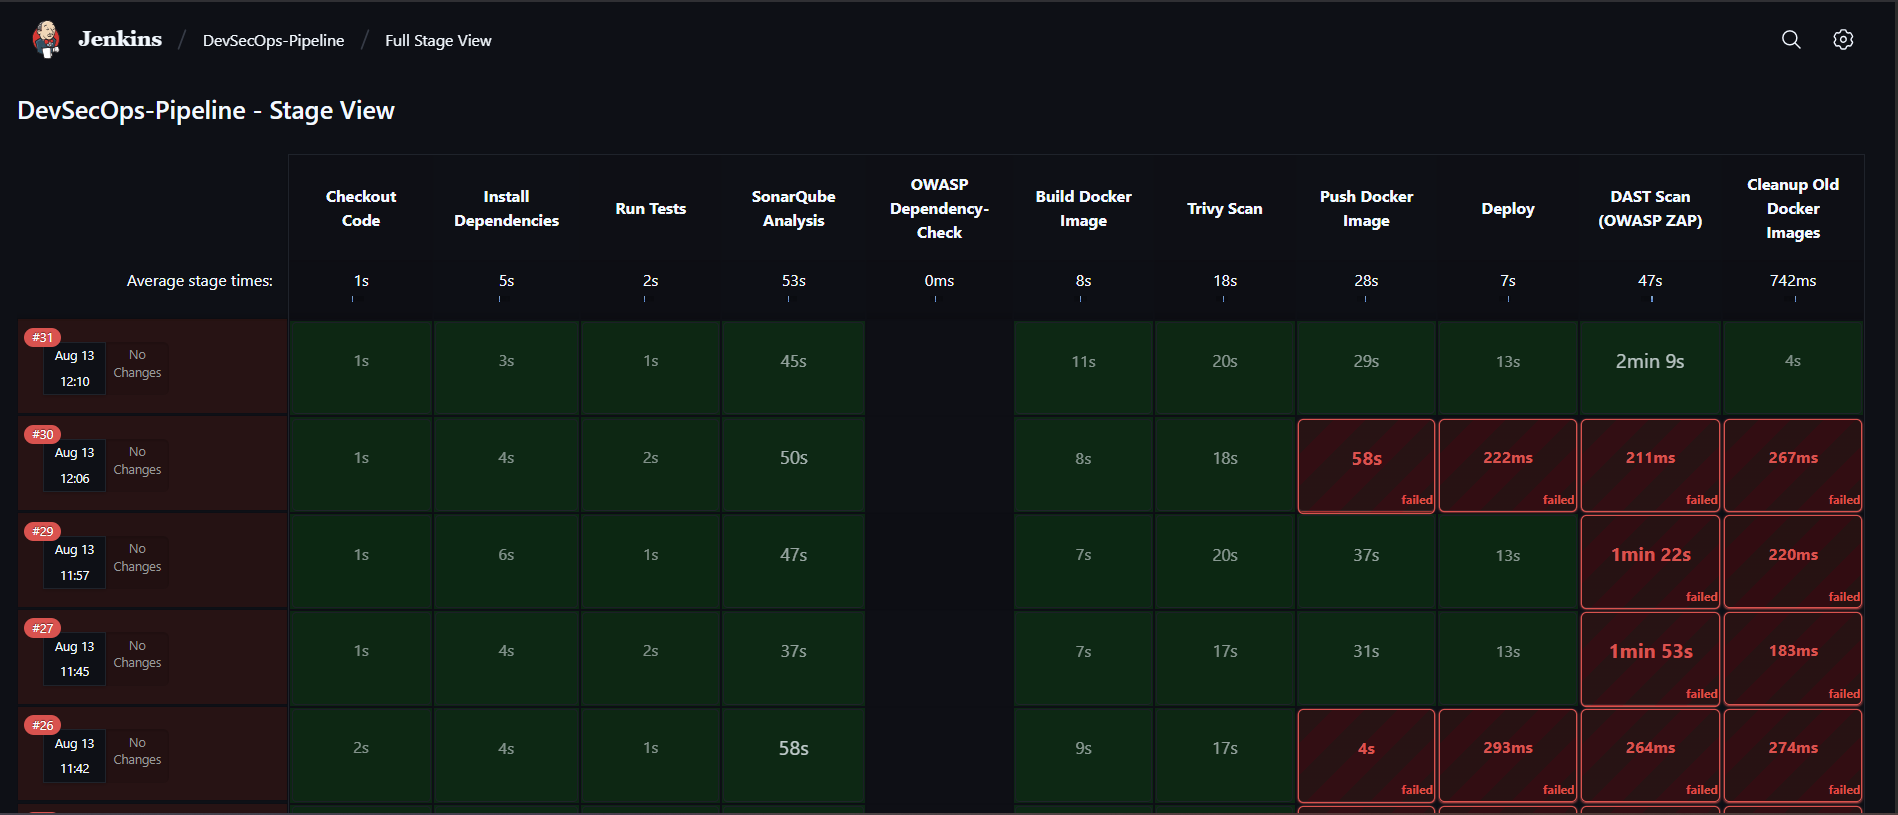 Jenkins / DevSecOps-Pipeline / Full Stage View
DevSecOps-Pipeline - Stage View
Checkout
Code
Install
Dependencies
Run Tests
SonarQube
Analysis
OWASP
Dependency-
Check
Build Docker
Image
Trivy Scan
Push Docker
Image
Deploy
DAST Scan
(OWASP ZAP)
Cleanup Old
Docker
Images
Average stage times: 1s 5s 2s 53s 0ms 8s 18s 28s 7s 47s 742ms
#31
Aug 13
12:10
No
Changes
1s 3s 1s 45s 11s 20s 29s 13s 2min 9s 4s
#30
Aug 13
12:06
No
Changes
1s 4s 2s 50s 8s 18s 58s 222ms 211ms 267ms
failed failed failed failed
#29
Aug 13
11:57
No
Changes
1s 6s 1s 47s 7s 20s 37s 13s 1min 22s 220ms
failed failed
#27
Aug 13
11:45
No
Changes
1s 4s 2s 37s 7s 17s 31s 13s 1min 53s 183ms
failed failed
#26
Aug 13
11:42
No
Changes
2s 4s 1s 58s 9s 17s 4s 293ms 264ms 274ms
failed failed failed failed